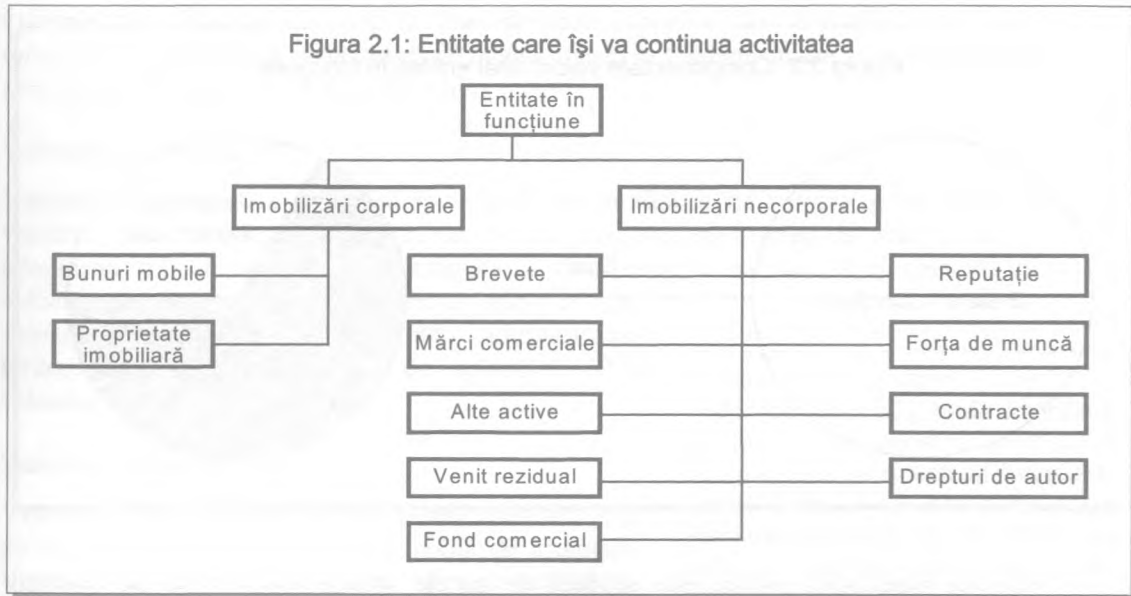 Figura 2.1: Entitate care îşi va continua activitatea
Entitate în
funcțiune
Imobilizări corporale
Imobilizări necorporale
Bunuri mobile
Brevete
Reputație
Proprietate
imobiliară
Mărci comerciale
Forța de muncă
Alte active
Contracte
Venit rezidual
Drepturi de autor
Fond comercial